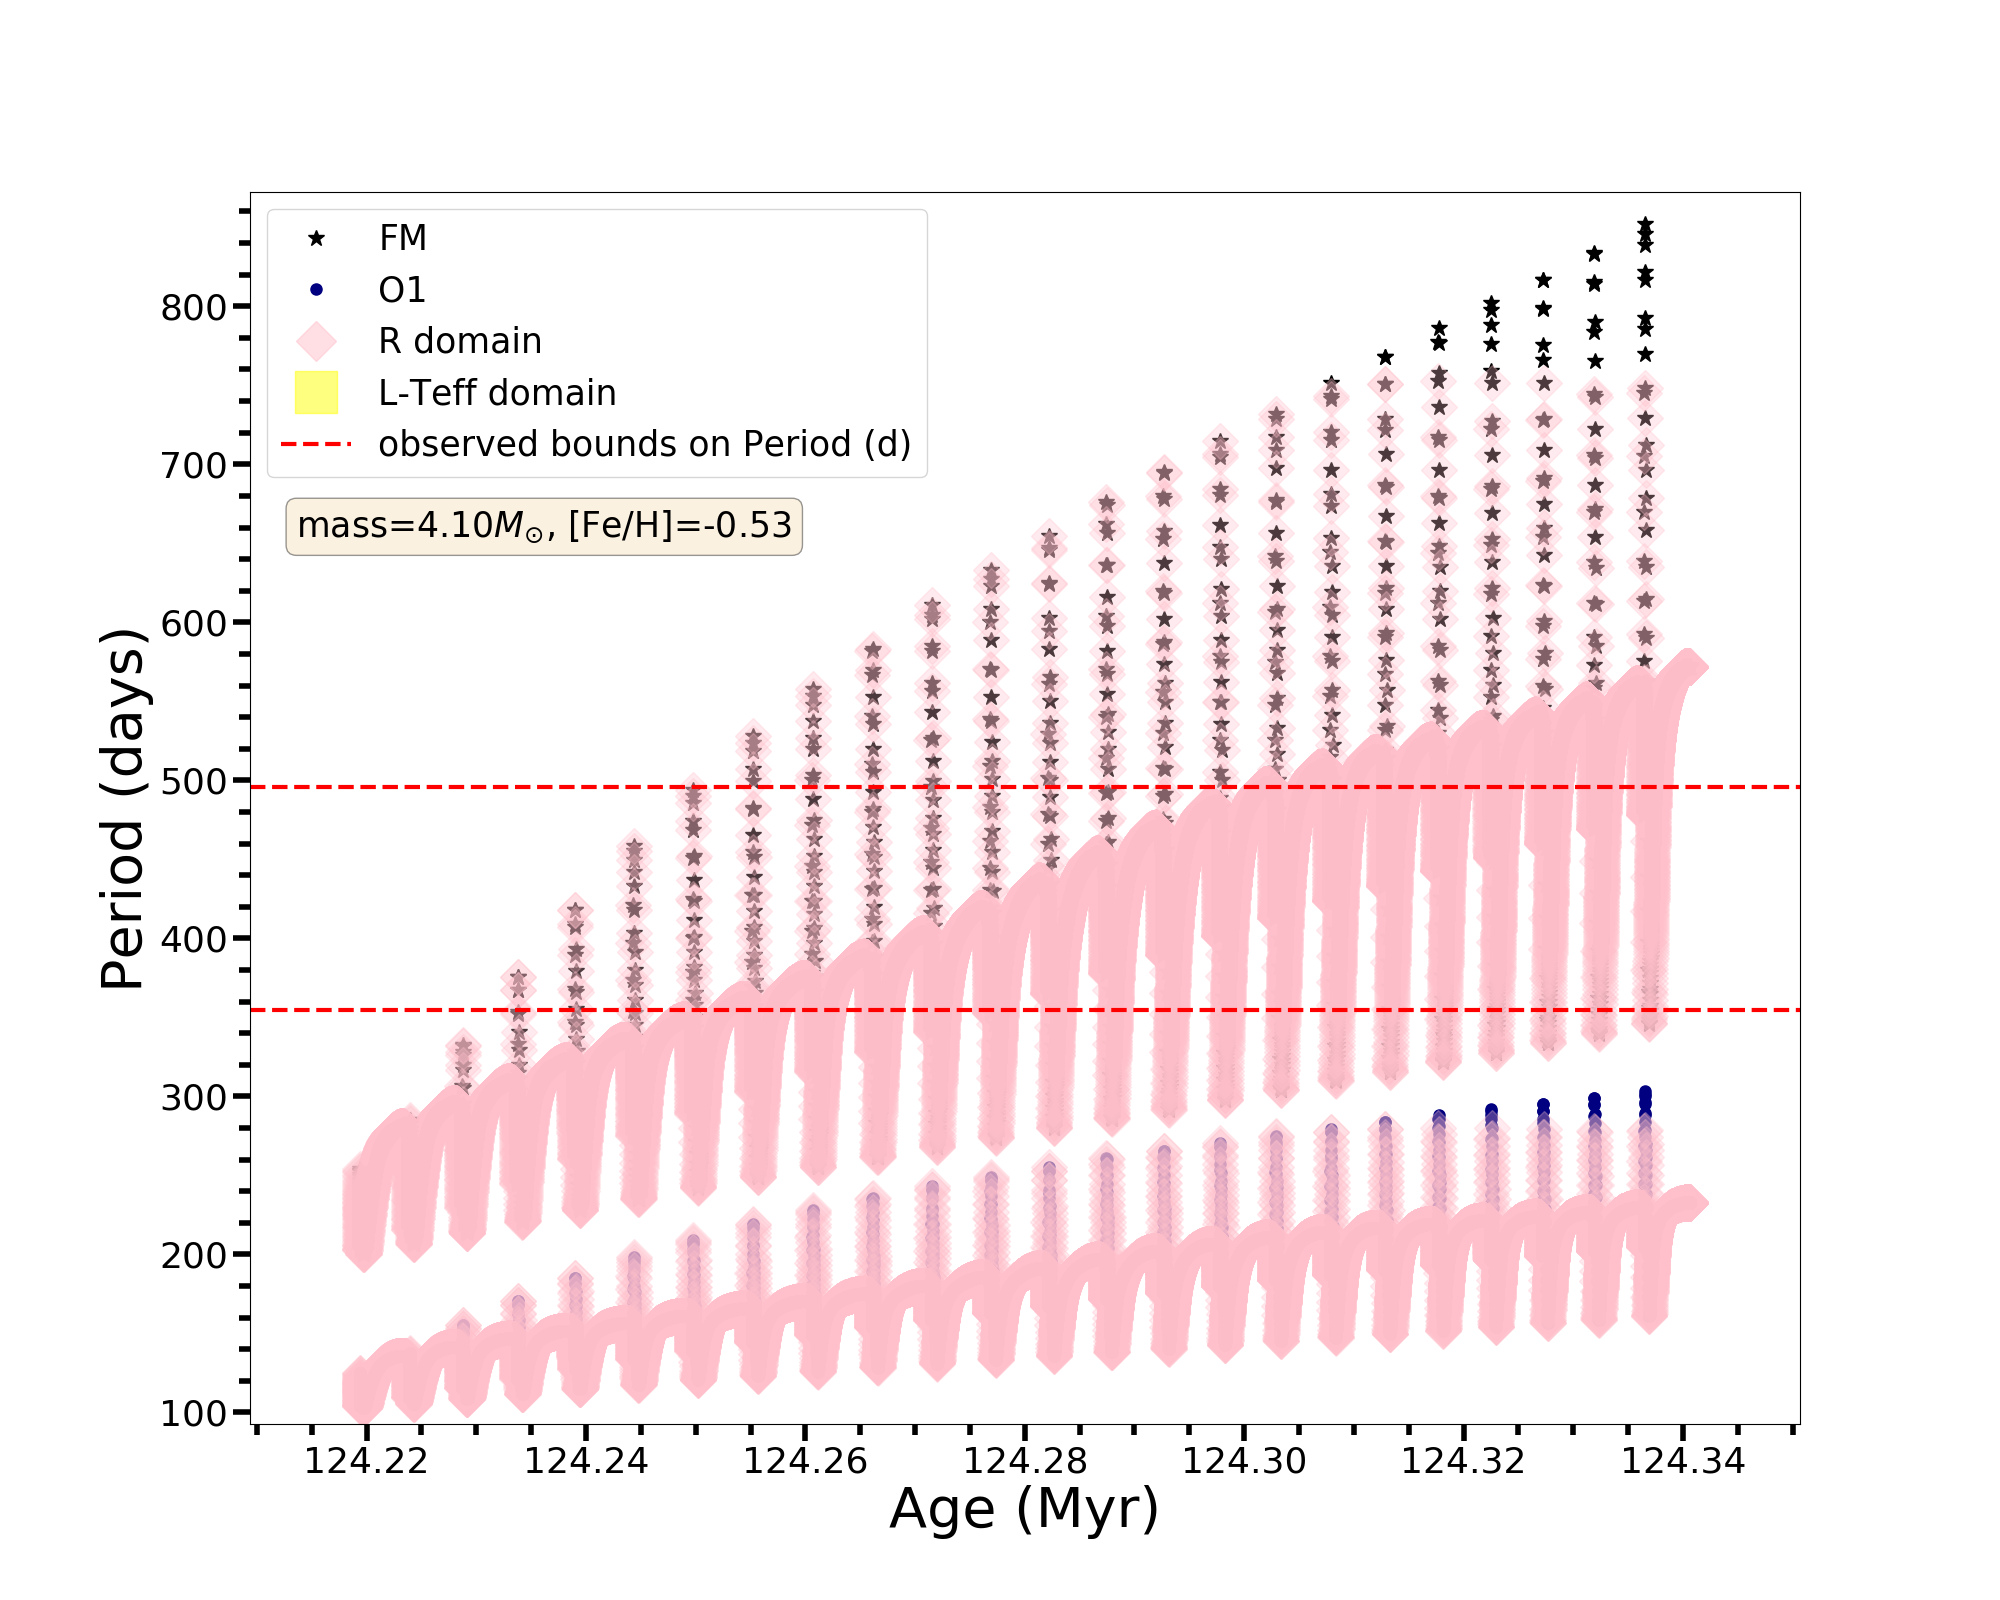 FM
O1
R domain
L-Teff domain
observed bounds on Period (d)
mass=4.10M⊙, [Fe/H]=-0.53
800
700
600
500
400
300
200
100
Period (days)
124.22 124.24 124.26 124.28 124.30 124.32 124.34
Age (Myr)